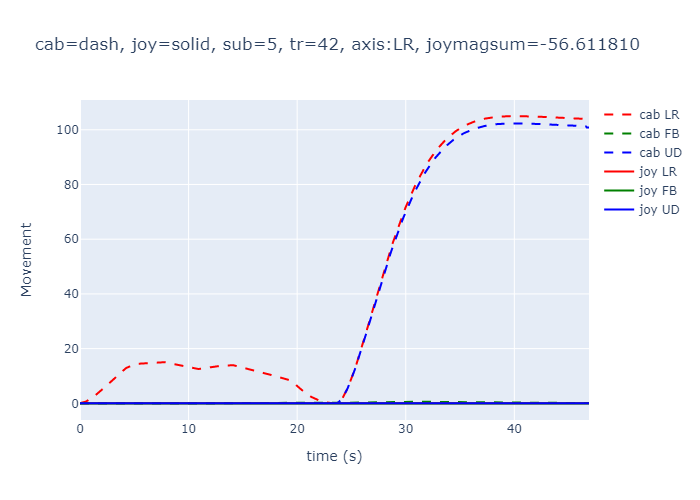 cab=dash, joy=solid, sub=5, tr=42, axis:LR, joymagsum=-56.611810
100
80
60
40
20
0
Movement
0 10 20 30 40
time (s)
cab LR
cab FB
cab UD
joy LR
joy FB
joy UD